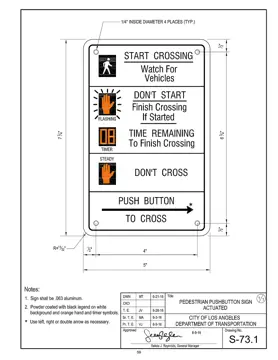 1/4" INSIDE DIAMETER 4 PLACES (TYP.)
START CROSSING
Watch For
Vehicles
DON'T START
Finish Crossing
If Started
FLASHING
TIME REMAINING
To Finish Crossing
TIMER
STEADY
DON'T CROSS
PUSH BUTTON
TO CROSS
*
4"
5"
Notes:
1. Sign shall be .063 aluminum.
2. Powder coated with black legend on white
background and orange hand and timer symbols.
* Use left, right or double arrow as necessary.
Title
PEDESTRIAN PUSHBUTTON SIGN
ACTUATED
CITY OF LOS ANGELES
DEPARTMENT OF TRANSPORTATION
Approved
Seleta J. Reynolds, General Manager
Drawing No.
S-73.1